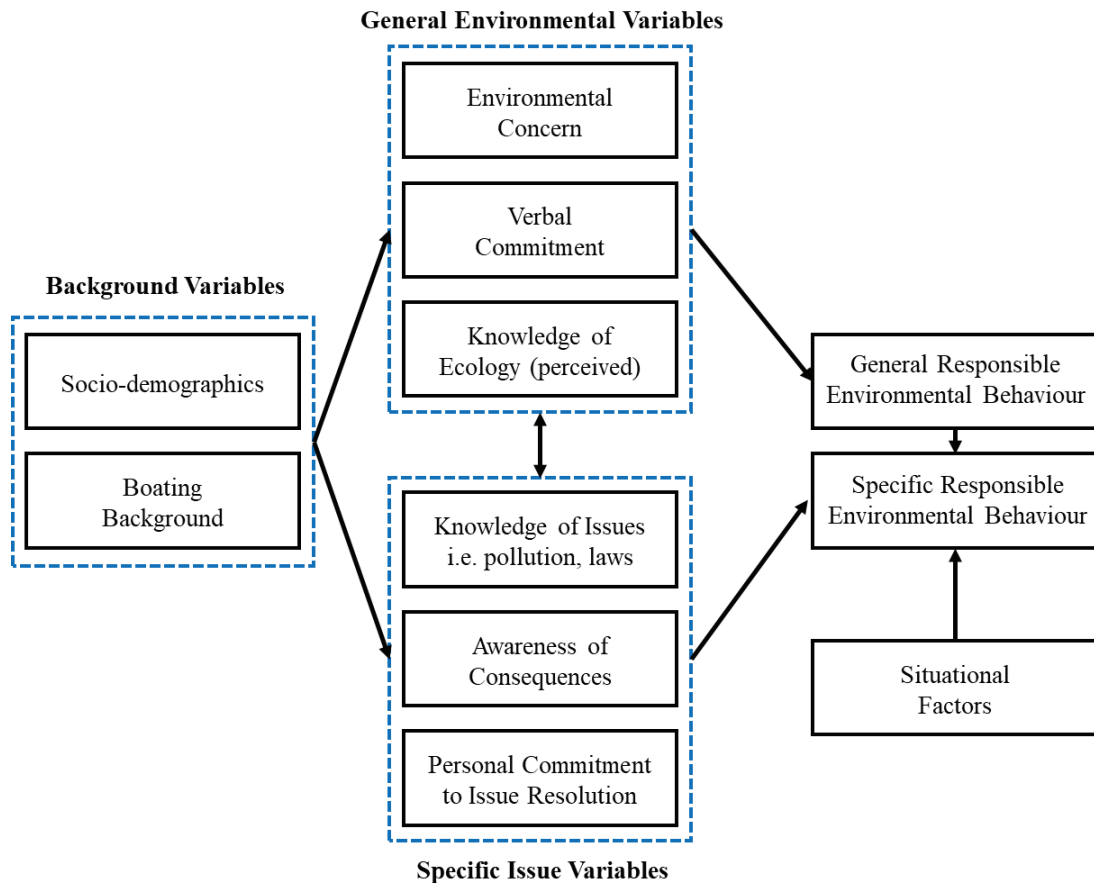 General Environmental Variables
Environmental
Concern
Verbal
Commitment
Knowledge of
Ecology (perceived)
Background Variables
Socio-demographics
Boating
Background
Knowledge of Issues
i.e. pollution, laws
Awareness of
Consequences
Personal Commitment
to Issue Resolution
Specific Issue Variables
General Responsible
Environmental Behaviour
Specific Responsible
Environmental Behaviour
Situational
Factors